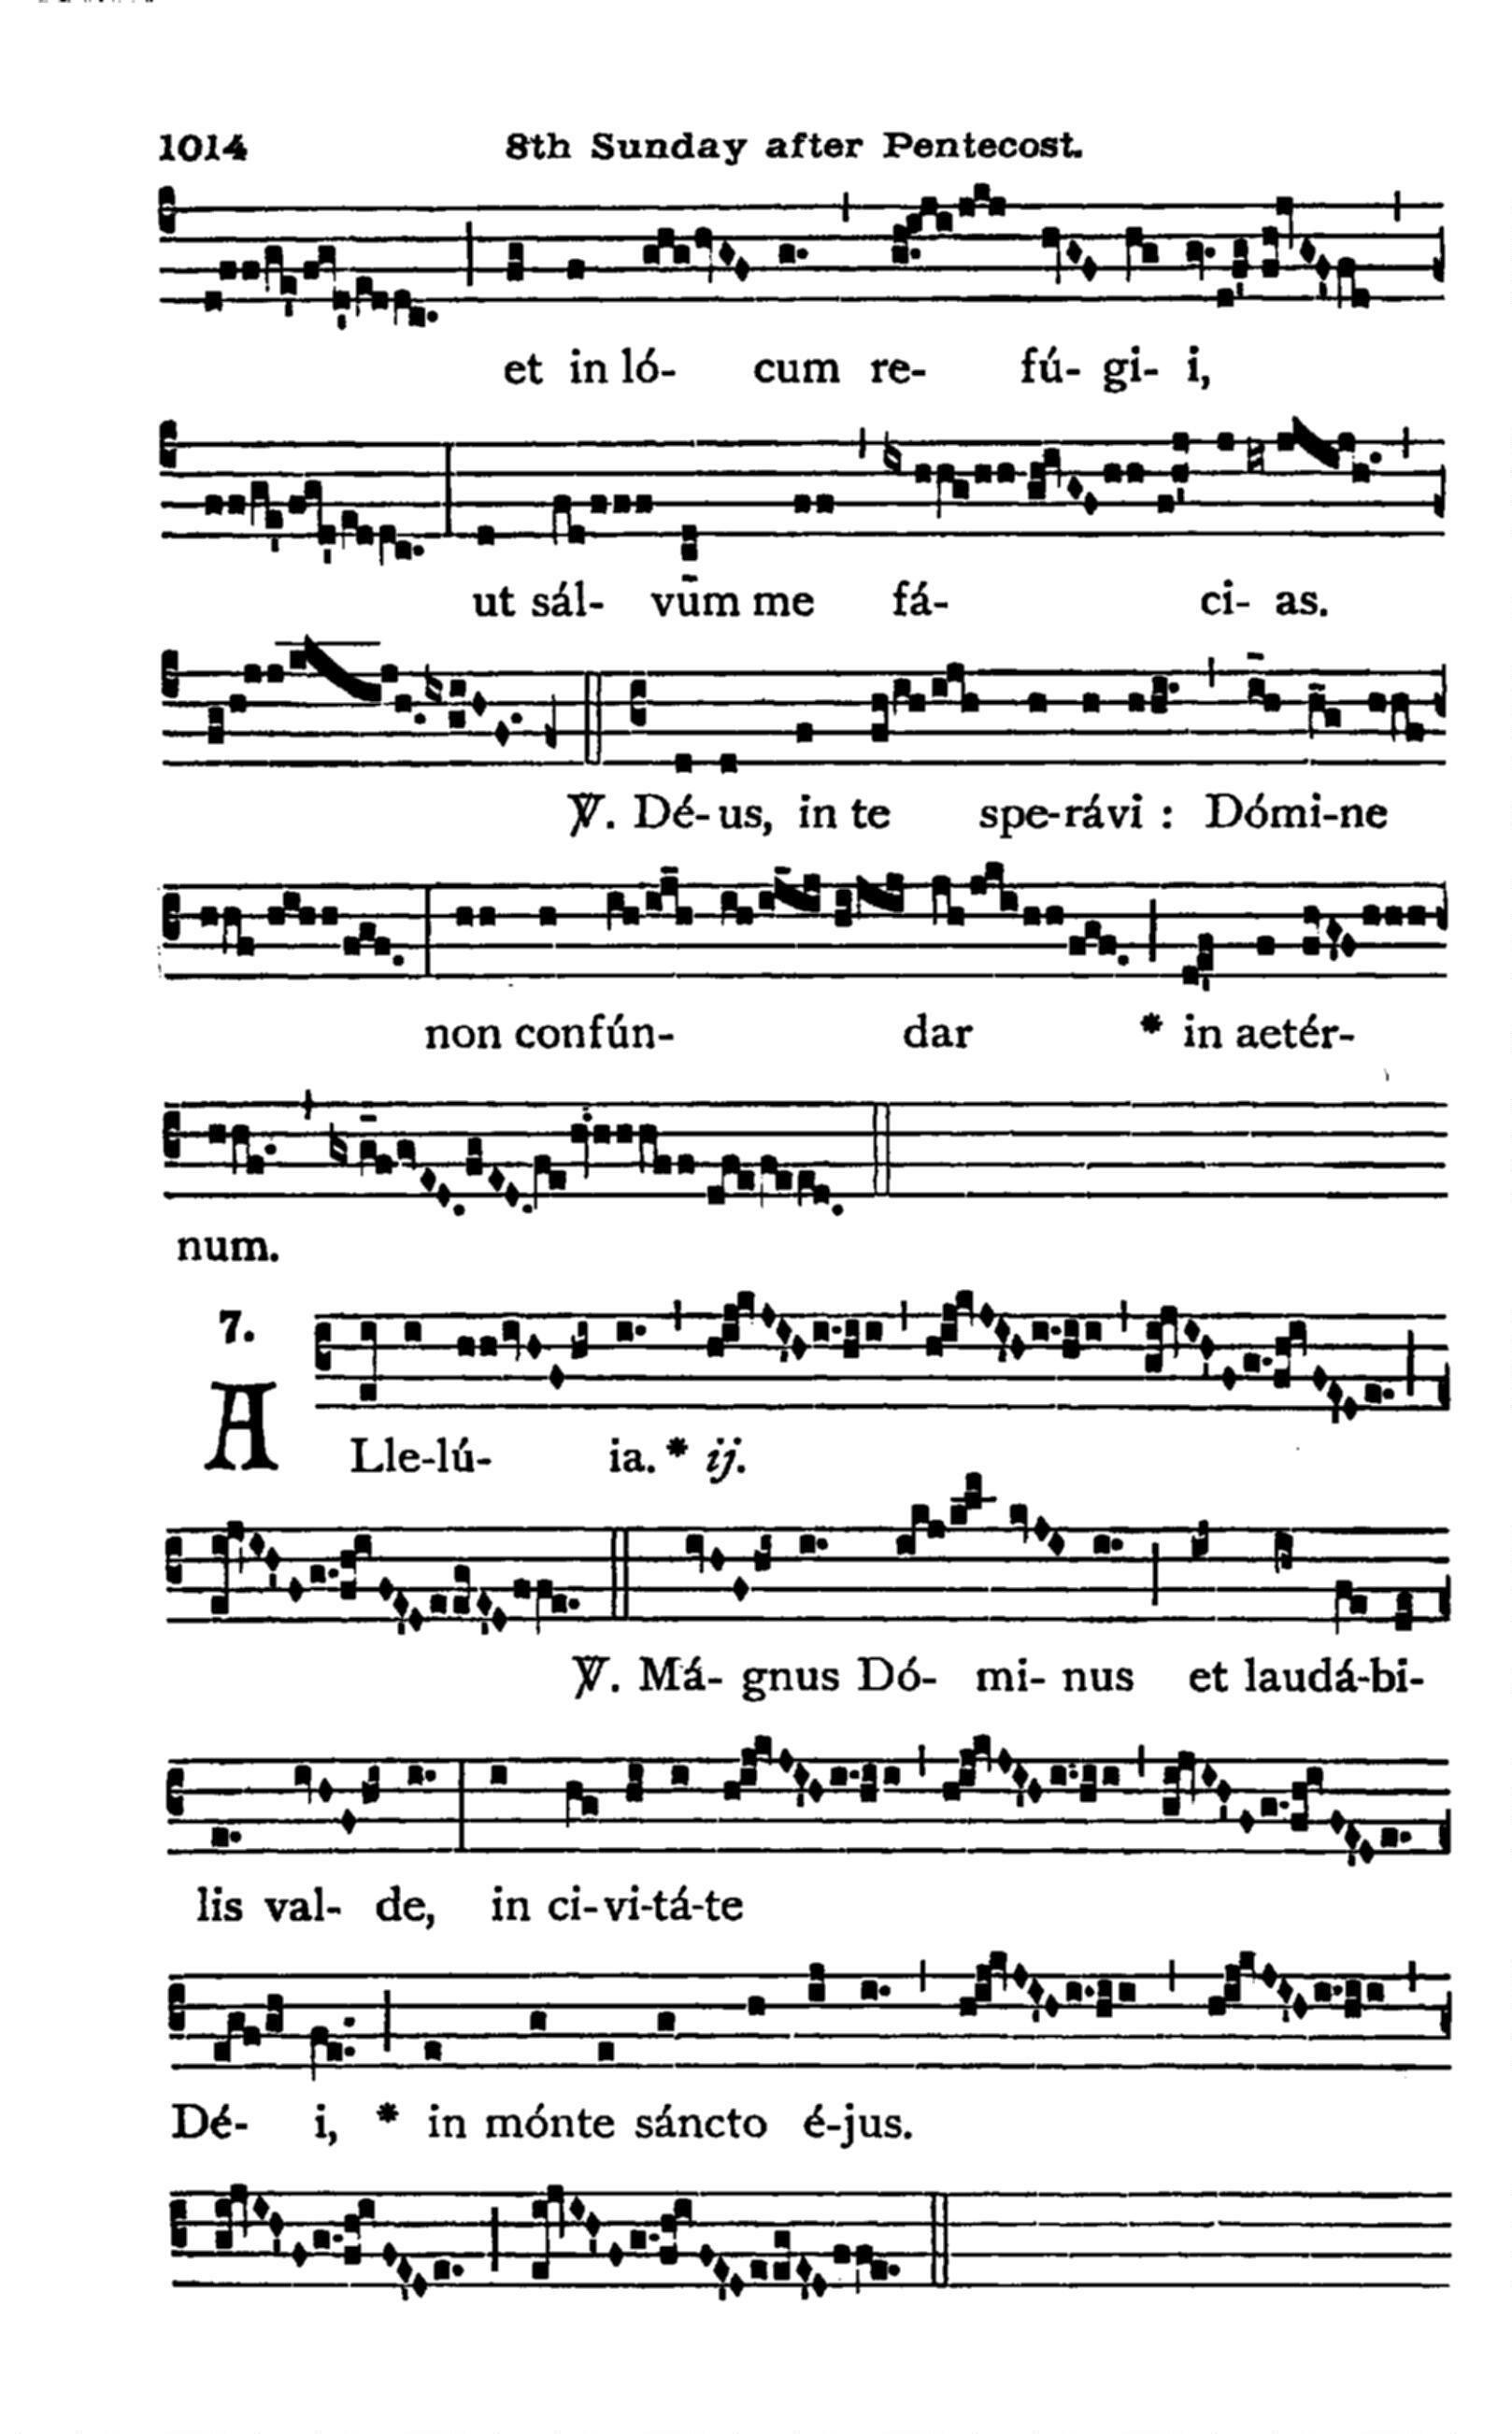 1014 8th Sunday after Pentecost.
et in ló- cum re- fú- gi- i,
ut sál- vum me fá- ci- as.
℣. Dé-us, in te spe-rávi : Dómi-ne
non confún- dar * in aetér-
num.
7.
ALle-lú- ia. * ij.
℣. Má- gnus Dó- mi- nus et laudá-bi-
lis val- de, in ci-vi-tá-te
Dé- i, * in mónte sáncto é-jus.